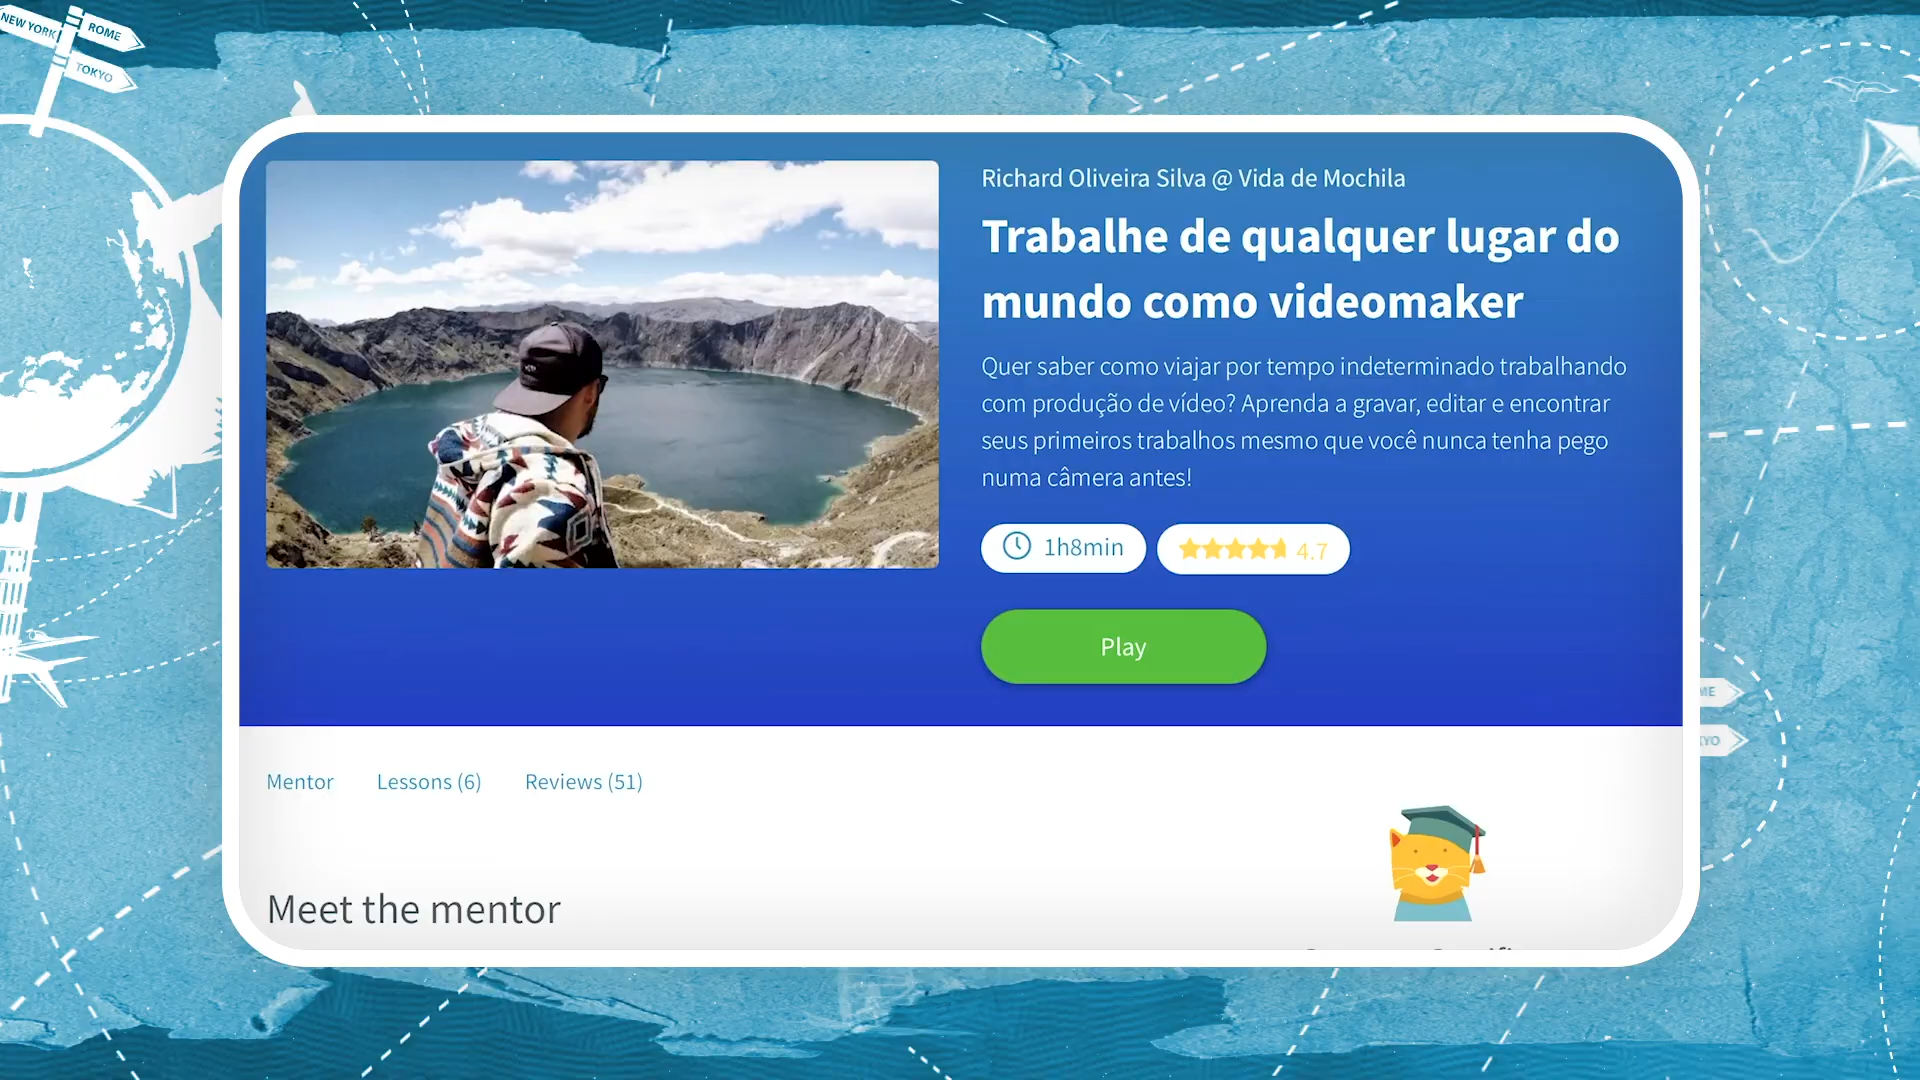 NEW YORK
ROME
TOKYO
Richard Oliveira Silva @ Vida de Mochila
Trabalhe de qualquer lugar do
mundo como videomaker
Quer saber como viajar por tempo indeterminado trabalhando
com produção de vídeo? Aprenda a gravar, editar e encontrar
seus primeiros trabalhos mesmo que você nunca tenha pego
numa câmera antes!
1h8min
4.7
Play
ME
YO
Mentor
Lessons (6)
Reviews (51)
Meet the mentor